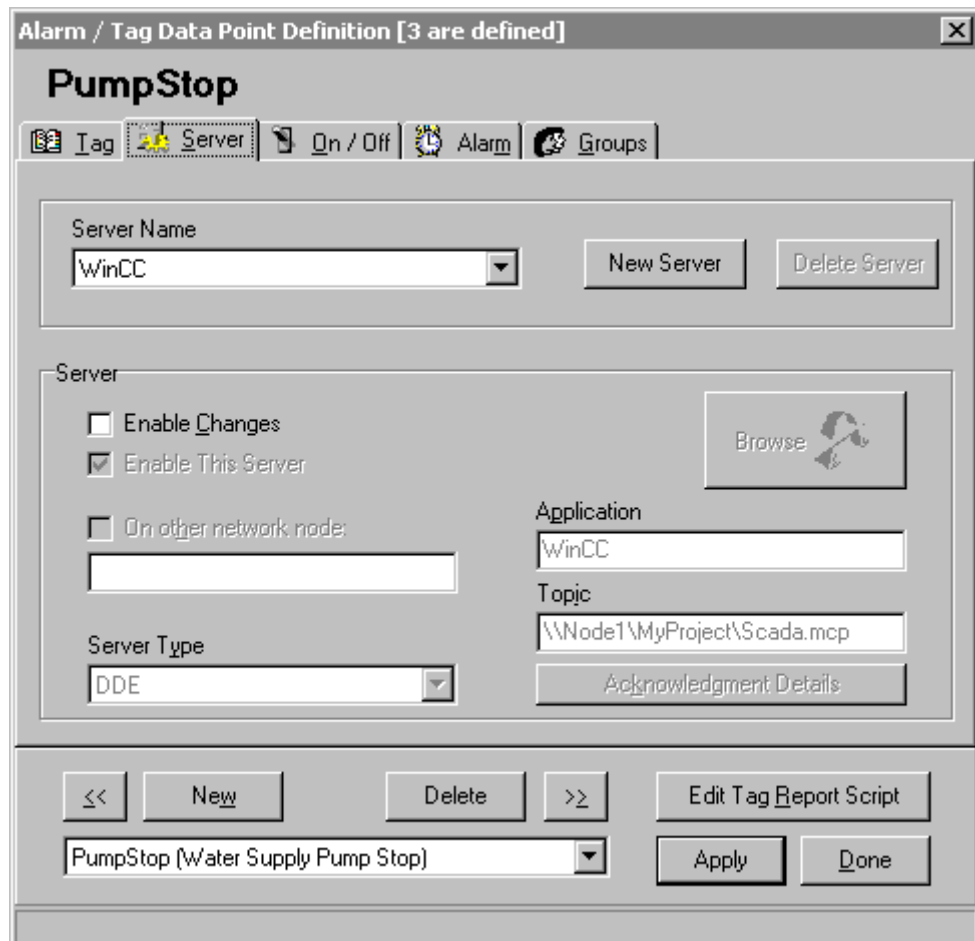 Alarm / Tag Data Point Definition [3 are defined]
PumpStop
Tag
Server
On / Off
Alarm
Groups
Server Name
WinCC
New Server
Delete Server
Server
Enable Changes
Enable This Server
Browse
On other network node:
Application
WinCC
Topic
\\Node1\MyProject\Scada.mcp
Server Type
DDE
Acknowledgment Details
<<
New
Delete
>>
Edit Tag Report Script
PumpStop (Water Supply Pump Stop)
Apply
Done